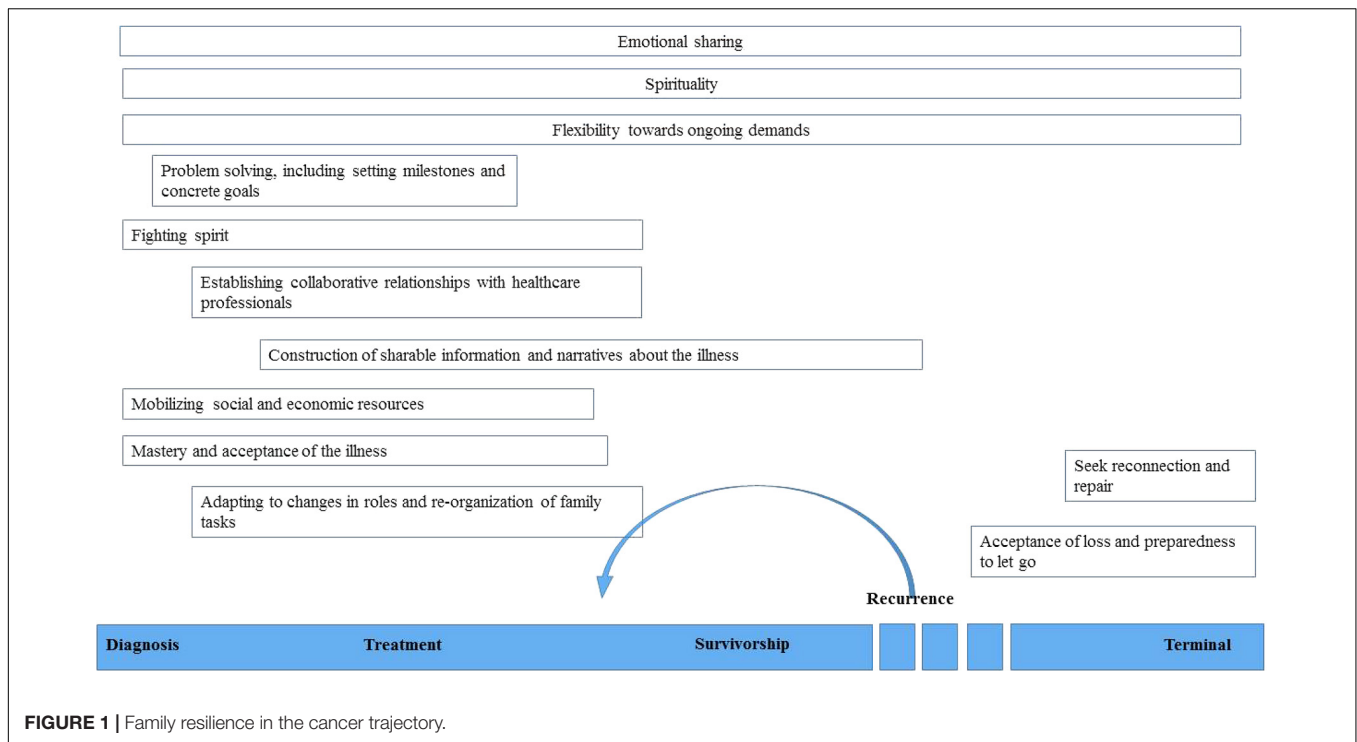 Emotional sharing
Spirituality
Flexibility towards ongoing demands
Problem solving, including setting milestones and
concrete goals
Fighting spirit
Establishing collaborative relationships with healthcare
professionals
Construction of sharable information and narratives about the illness
Mobilizing social and economic resources
Mastery and acceptance of the illness
Seek reconnection and
repair
Adapting to changes in roles and re-organization of family
tasks
Acceptance of loss and preparedness
to let go
Recurrence
Diagnosis Treatment Survivorship Terminal
FIGURE 1 | Family resilience in the cancer trajectory.